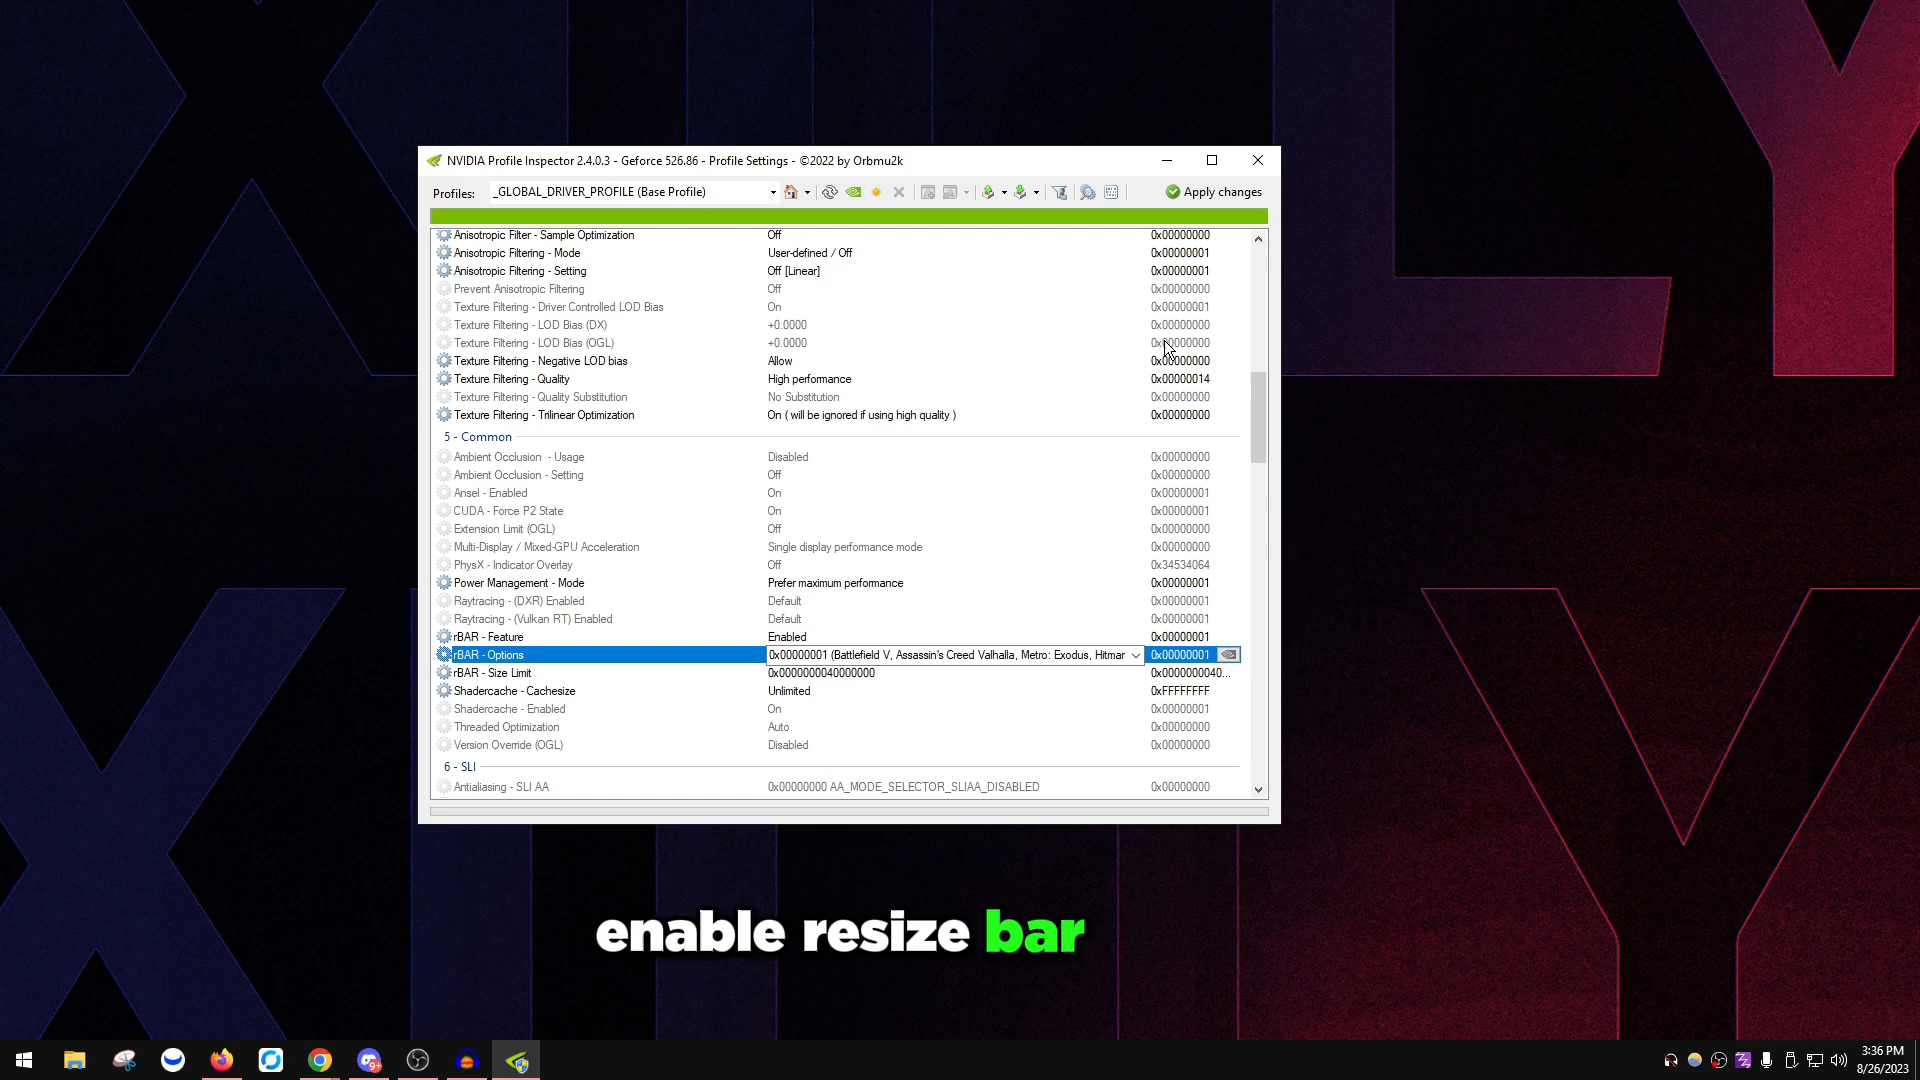 NVIDIA Profile Inspector 2.4.0.3 - Geforce 526.86 - Profile Settings - ©2022 by Orbmu2k
Profiles: _GLOBAL_DRIVER_PROFILE (Base Profile) Apply changes
Anisotropic Filter - Sample Optimization Off 0x00000000
Anisotropic Filtering - Mode User-defined / Off 0x00000001
Anisotropic Filtering - Setting Off [Linear] 0x00000001
Prevent Anisotropic Filtering Off 0x00000000
Texture Filtering - Driver Controlled LOD Bias On 0x00000001
Texture Filtering - LOD Bias (DX) +0.0000 0x00000000
Texture Filtering - LOD Bias (OGL) +0.0000 0x00000000
Texture Filtering - Negative LOD bias Allow 0x00000000
Texture Filtering - Quality High performance 0x00000014
Texture Filtering - Quality Substitution No Substitution 0x00000000
Texture Filtering - Trilinear Optimization On ( will be ignored if using high quality ) 0x00000000
5 - Common
Ambient Occlusion - Usage Disabled 0x00000000
Ambient Occlusion - Setting Off 0x00000000
Ansel - Enabled On 0x00000001
CUDA - Force P2 State On 0x00000001
Extension Limit (OGL) Off 0x00000000
Multi-Display / Mixed-GPU Acceleration Single display performance mode 0x00000000
PhysX - Indicator Overlay Off 0x34534064
Power Management - Mode Prefer maximum performance 0x00000001
Raytracing - (DXR) Enabled Default 0x00000001
Raytracing - (Vulkan RT) Enabled Default 0x00000001
rBAR - Feature Enabled 0x00000001
rBAR - Options 0x00000001 (Battlefield V, Assassin's Creed Valhalla, Metro: Exodus, Hitmar 0x00000001
rBAR - Size Limit 0x0000000040000000 0x0000000040...
Shadercache - Cachesize Unlimited 0xFFFFFFFF
Shadercache - Enabled On 0x00000001
Threaded Optimization Auto 0x00000000
Version Override (OGL) Disabled 0x00000000
6 - SLI
Antialiasing - SLI AA 0x00000000 AA_MODE_SELECTOR_SLIAA_DISABLED 0x00000000
enable resize bar
9+
3:36 PM
8/26/2023